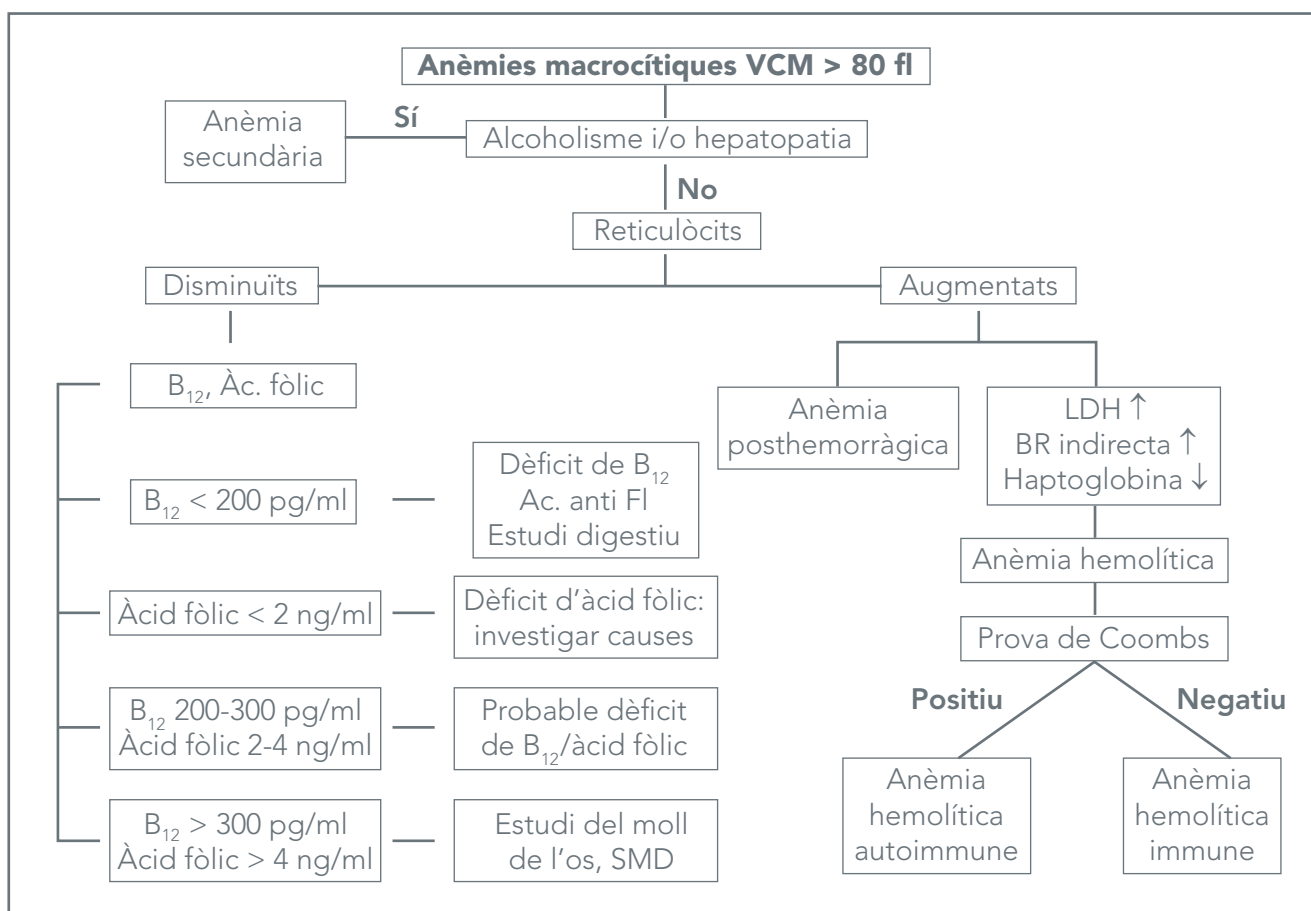 Anèmies macrocítiques VCM > 80 fl
Sí
Anèmia
secundària
Alcoholisme i/o hepatopatia
No
Reticulòcits
Disminuïts
Augmentats
B₁₂, Àc. fòlic
B₁₂ < 200 pg/ml
Dèficit de B₁₂
Ac. anti FI
Estudi digestiu
Àcid fòlic < 2 ng/ml
Dèficit d'àcid fòlic:
investigar causes
B₁₂ 200-300 pg/ml
Àcid fòlic 2-4 ng/ml
Probable dèficit
de B₁₂/àcid fòlic
B₁₂ > 300 pg/ml
Àcid fòlic > 4 ng/ml
Estudi del moll
de l'os, SMD
Anèmia
posthemorràgica
LDH ↑
BR indirecta ↑
Haptoglobina ↓
Anèmia hemolítica
Prova de Coombs
Positiu
Negatiu
Anèmia
hemolítica
autoimmune
Anèmia
hemolítica
immune